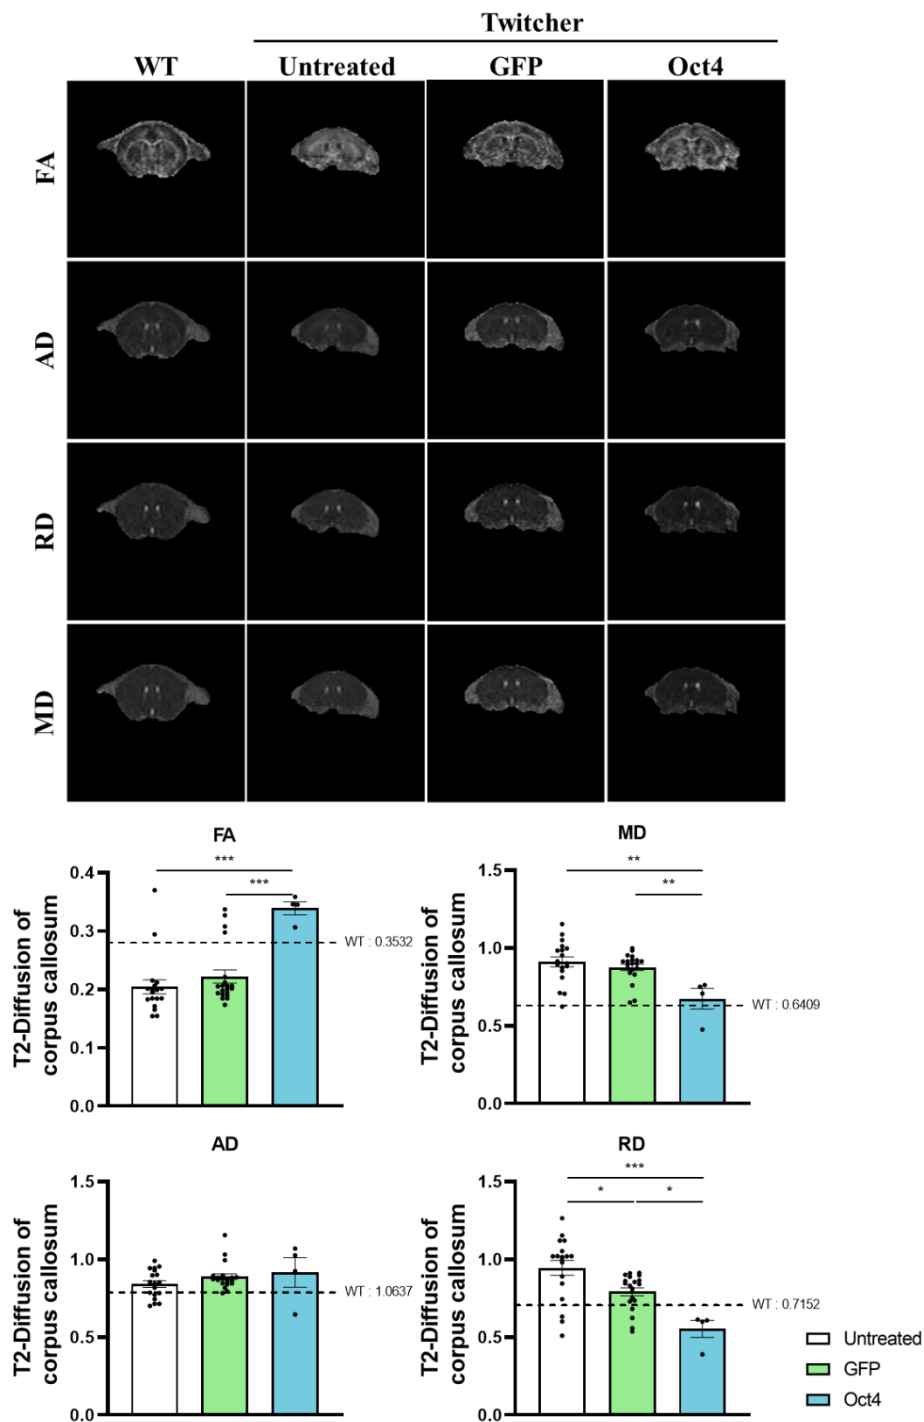 Twitcher
WT Untreated GFP Oct4
FA
AD
RD
MD
FA
T2-Diffusion of
corpus callosum
0.4
0.3
0.2
0.1
0.0
***
***
WT : 0.3532
MD
T2-Diffusion of
corpus callosum
1.5
1.0
0.5
0.0
**
**
WT : 0.6409
AD
T2-Diffusion of
corpus callosum
1.5
1.0
0.5
0.0
WT : 1.0637
RD
T2-Diffusion of
corpus callosum
1.5
1.0
0.5
0.0
***
* *
WT : 0.7152
Untreated
GFP
Oct4